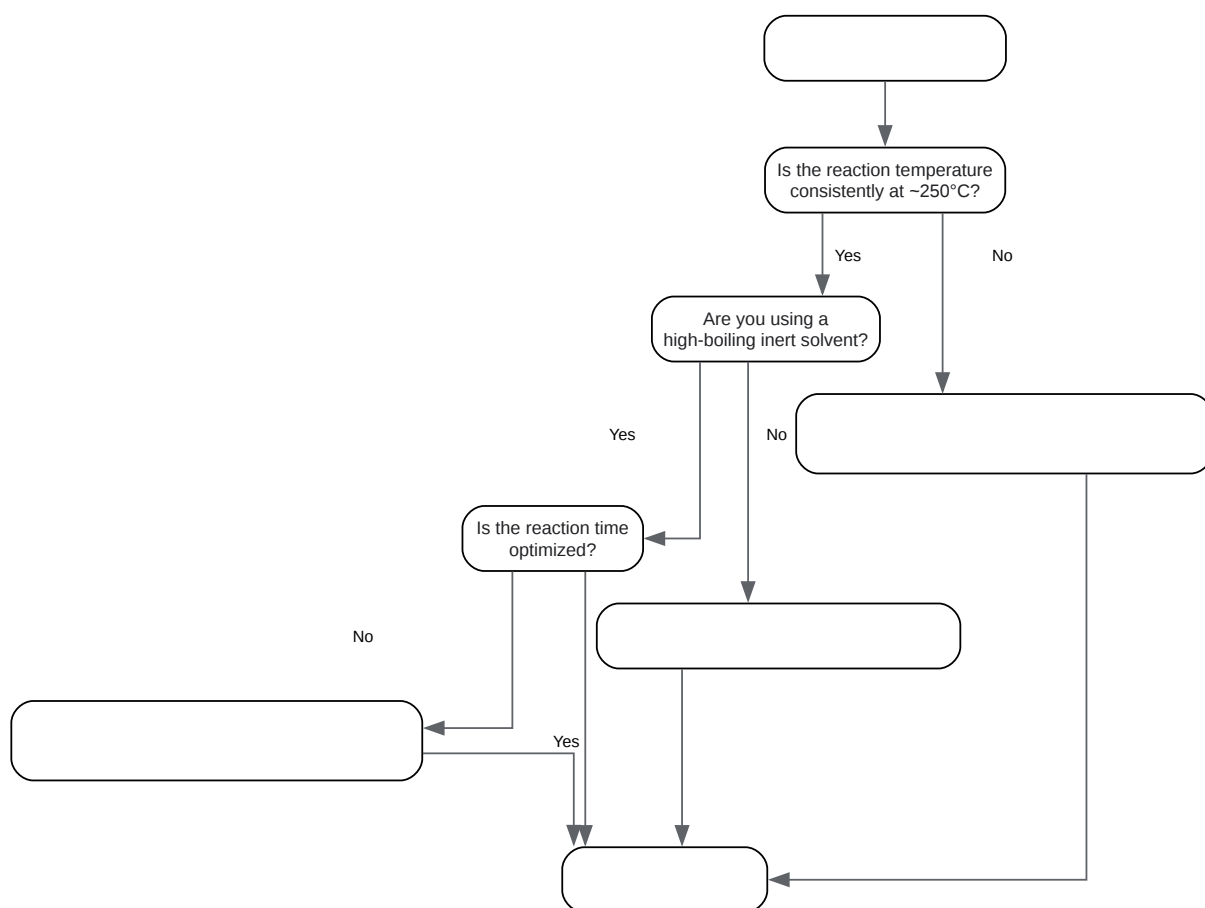 Is the reaction temperature
consistently at ~250°C?
Yes
No
Are you using a
high-boiling inert solvent?
Yes
No
Is the reaction time
optimized?
No
Yes